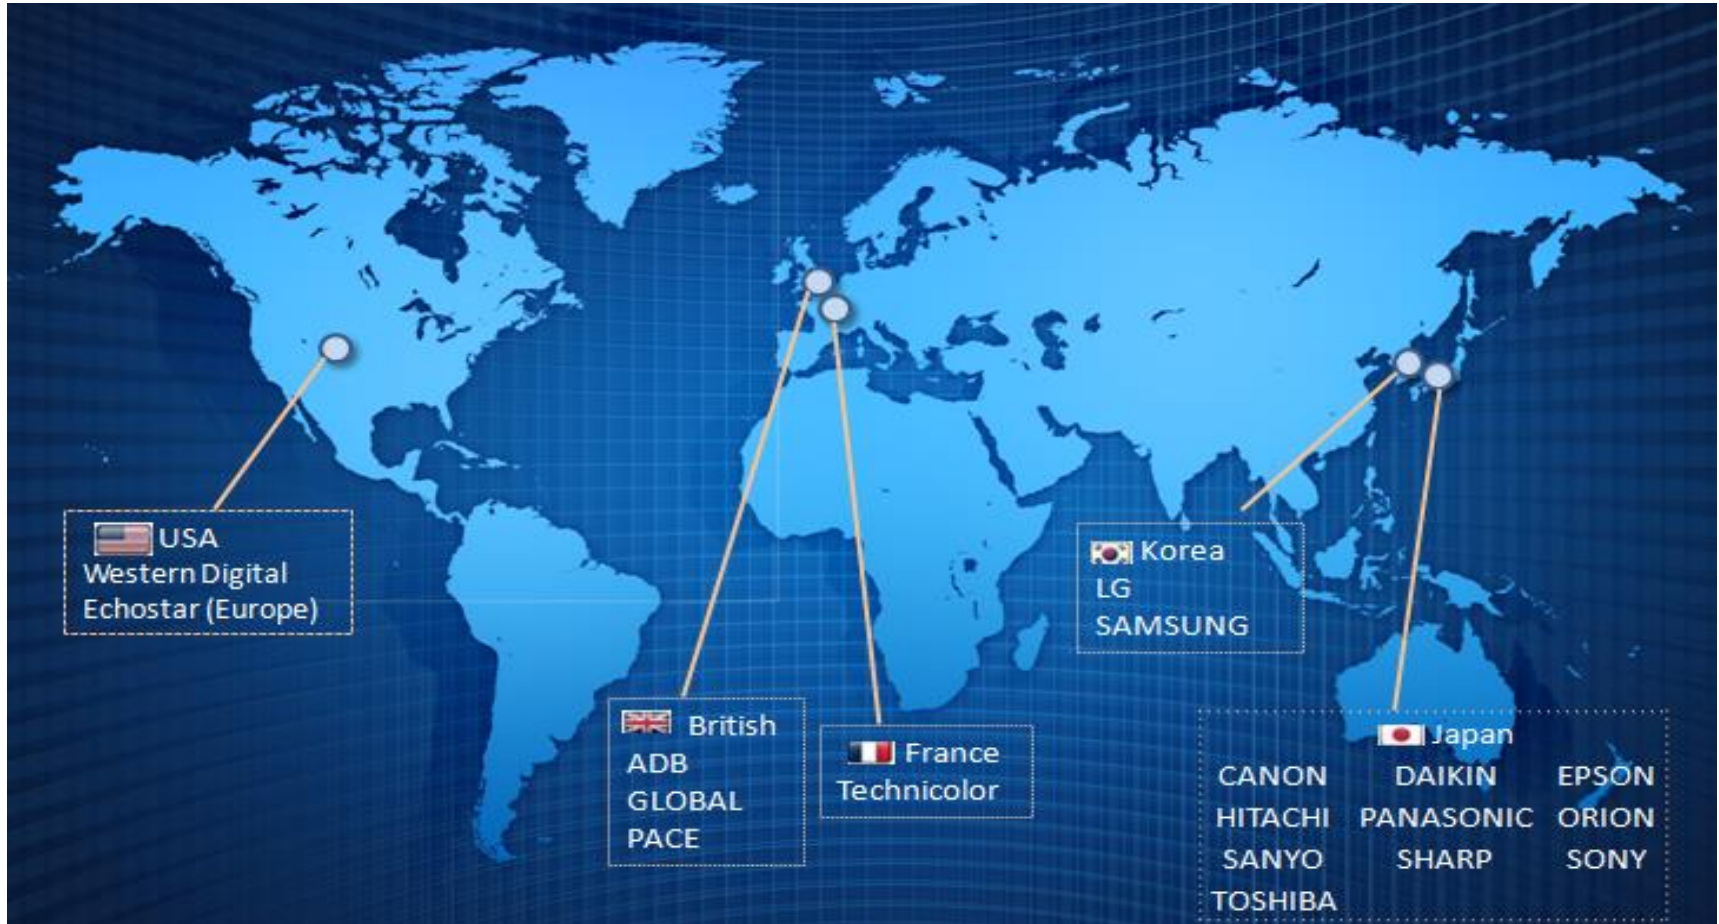 USA
Western Digital
Echostar (Europe)
British
ADB
GLOBAL
PACE
France
Technicolor
Korea
LG
SAMSUNG
Japan
CANON DAIKIN EPSON
HITACHI PANASONIC ORION
SANYO SHARP SONY
TOSHIBA